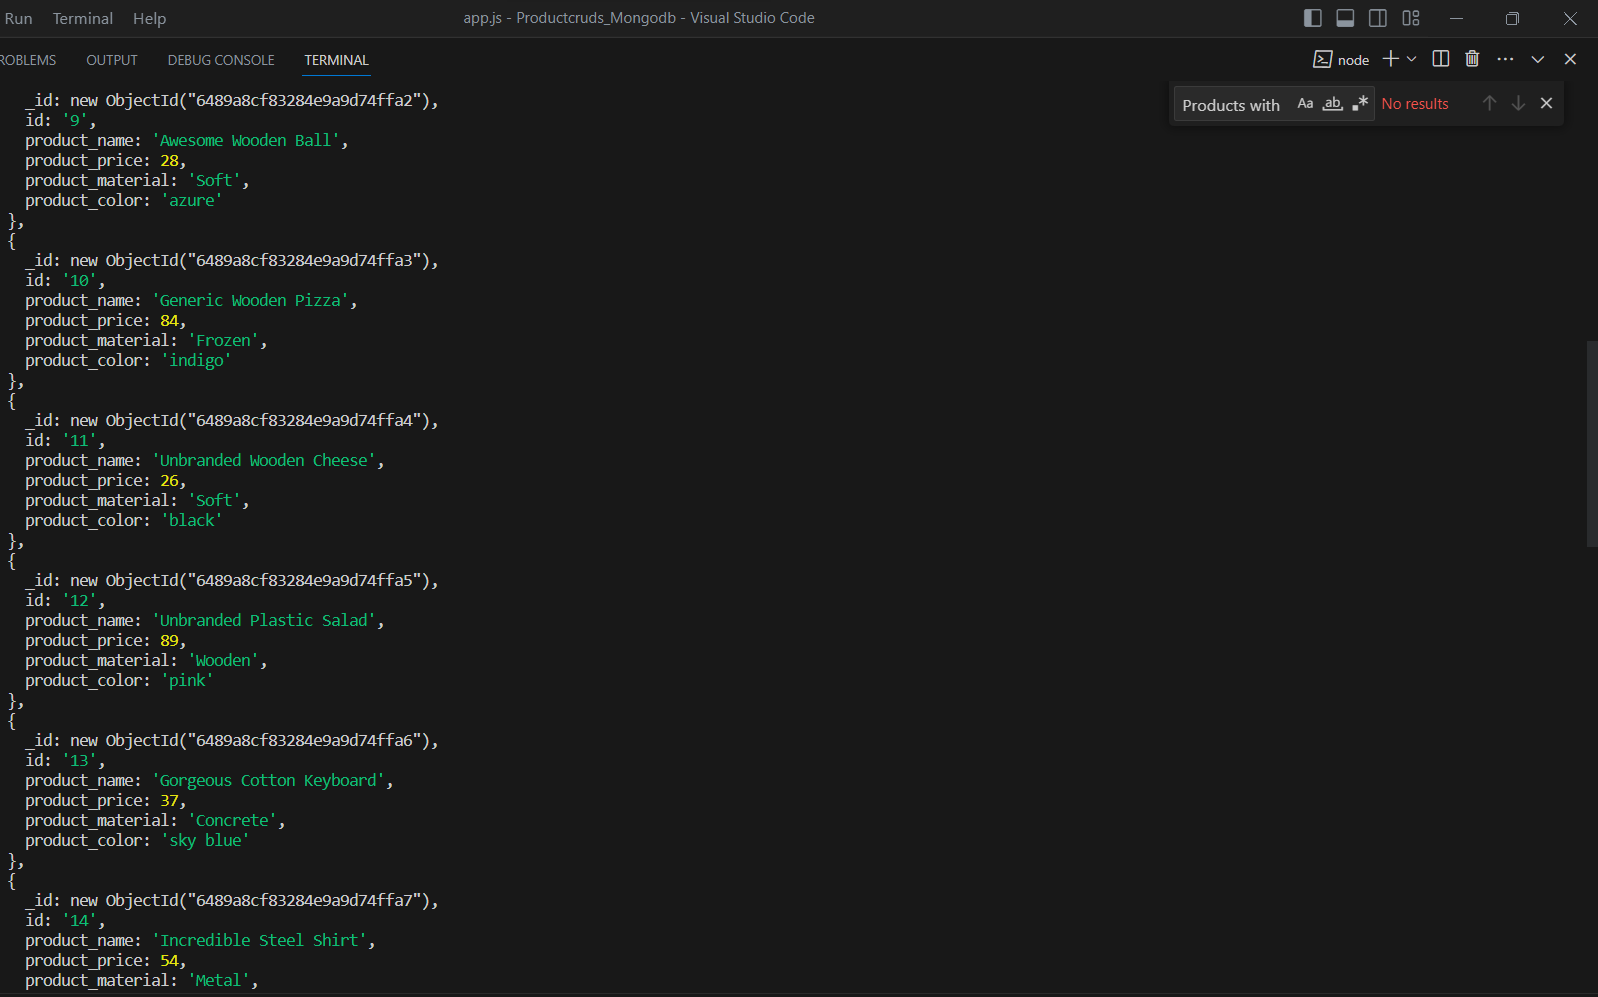 Run Terminal Help app.js - Productcruds_Mongodb - Visual Studio Code
ROBLEMS OUTPUT DEBUG CONSOLE TERMINAL node
Products with Aa ab .* No results
_id: new ObjectId("6489a8cf83284e9a9d74ffa2"),
id: '9',
product_name: 'Awesome Wooden Ball',
product_price: 28,
product_material: 'Soft',
product_color: 'azure'
},
{
_id: new ObjectId("6489a8cf83284e9a9d74ffa3"),
id: '10',
product_name: 'Generic Wooden Pizza',
product_price: 84,
product_material: 'Frozen',
product_color: 'indigo'
},
{
_id: new ObjectId("6489a8cf83284e9a9d74ffa4"),
id: '11',
product_name: 'Unbranded Wooden Cheese',
product_price: 26,
product_material: 'Soft',
product_color: 'black'
},
{
_id: new ObjectId("6489a8cf83284e9a9d74ffa5"),
id: '12',
product_name: 'Unbranded Plastic Salad',
product_price: 89,
product_material: 'Wooden',
product_color: 'pink'
},
{
_id: new ObjectId("6489a8cf83284e9a9d74ffa6"),
id: '13',
product_name: 'Gorgeous Cotton Keyboard',
product_price: 37,
product_material: 'Concrete',
product_color: 'sky blue'
},
{
_id: new ObjectId("6489a8cf83284e9a9d74ffa7"),
id: '14',
product_name: 'Incredible Steel Shirt',
product_price: 54,
product_material: 'Metal',